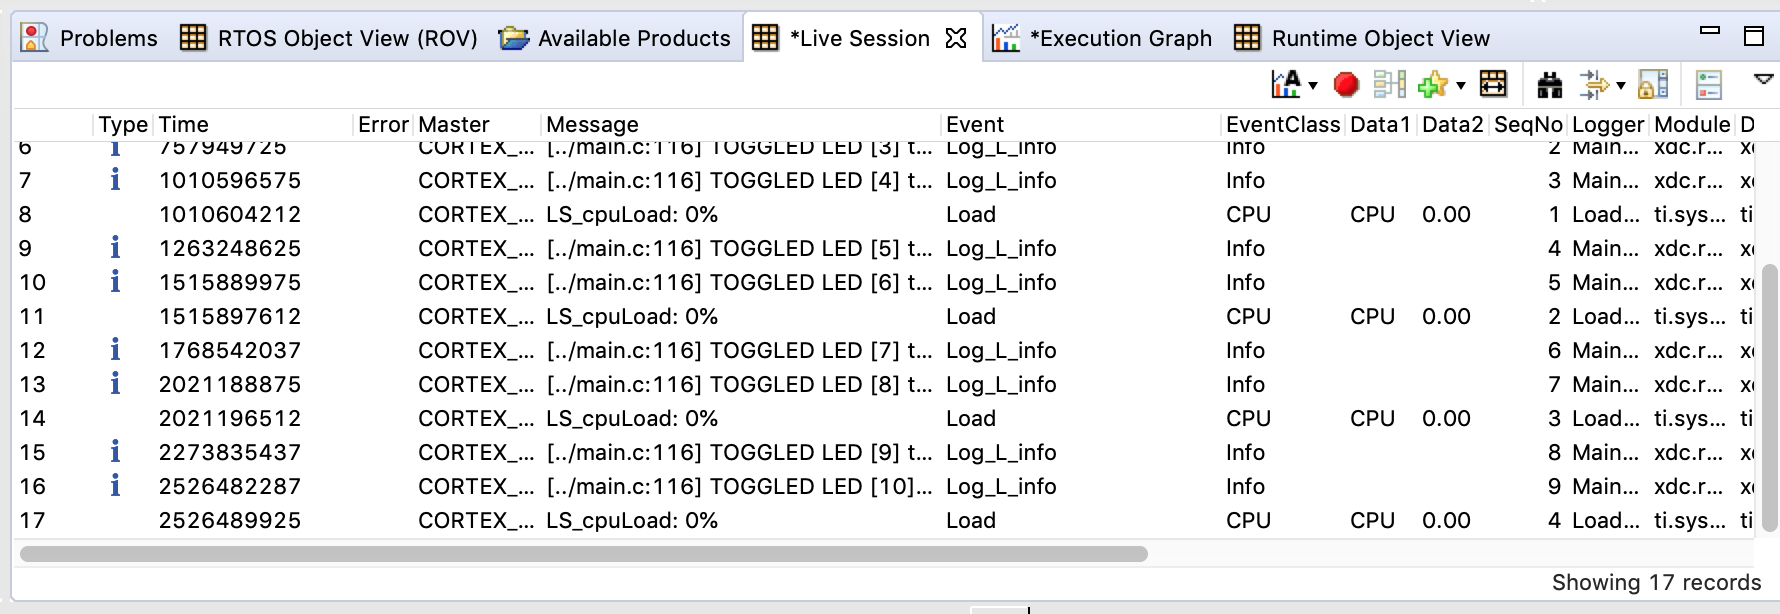 Problems RTOS Object View (ROV) Available Products *Live Session *Execution Graph Runtime Object View
Type Time Error Master Message Event EventClass Data1 Data2 SeqNo Logger Module D
6 i 757949725 CORTEX_... [../main.c:116] TOGGLED LED [3] t... Log_L_info Info 2 Main... xdc.r... x
7 i 1010596575 CORTEX_... [../main.c:116] TOGGLED LED [4] t... Log_L_info Info 3 Main... xdc.r... x
8 1010604212 CORTEX_... LS_cpuLoad: 0% Load CPU CPU 0.00 1 Load... ti.sys... ti
9 i 1263248625 CORTEX_... [../main.c:116] TOGGLED LED [5] t... Log_L_info Info 4 Main... xdc.r... x
10 i 1515889975 CORTEX_... [../main.c:116] TOGGLED LED [6] t... Log_L_info Info 5 Main... xdc.r... x
11 1515897612 CORTEX_... LS_cpuLoad: 0% Load CPU CPU 0.00 2 Load... ti.sys... ti
12 i 1768542037 CORTEX_... [../main.c:116] TOGGLED LED [7] t... Log_L_info Info 6 Main... xdc.r... x
13 i 2021188875 CORTEX_... [../main.c:116] TOGGLED LED [8] t... Log_L_info Info 7 Main... xdc.r... x
14 2021196512 CORTEX_... LS_cpuLoad: 0% Load CPU CPU 0.00 3 Load... ti.sys... ti
15 i 2273835437 CORTEX_... [../main.c:116] TOGGLED LED [9] t... Log_L_info Info 8 Main... xdc.r... x
16 i 2526482287 CORTEX_... [../main.c:116] TOGGLED LED [10]... Log_L_info Info 9 Main... xdc.r... x
17 2526489925 CORTEX_... LS_cpuLoad: 0% Load CPU CPU 0.00 4 Load... ti.sys... ti
Showing 17 records